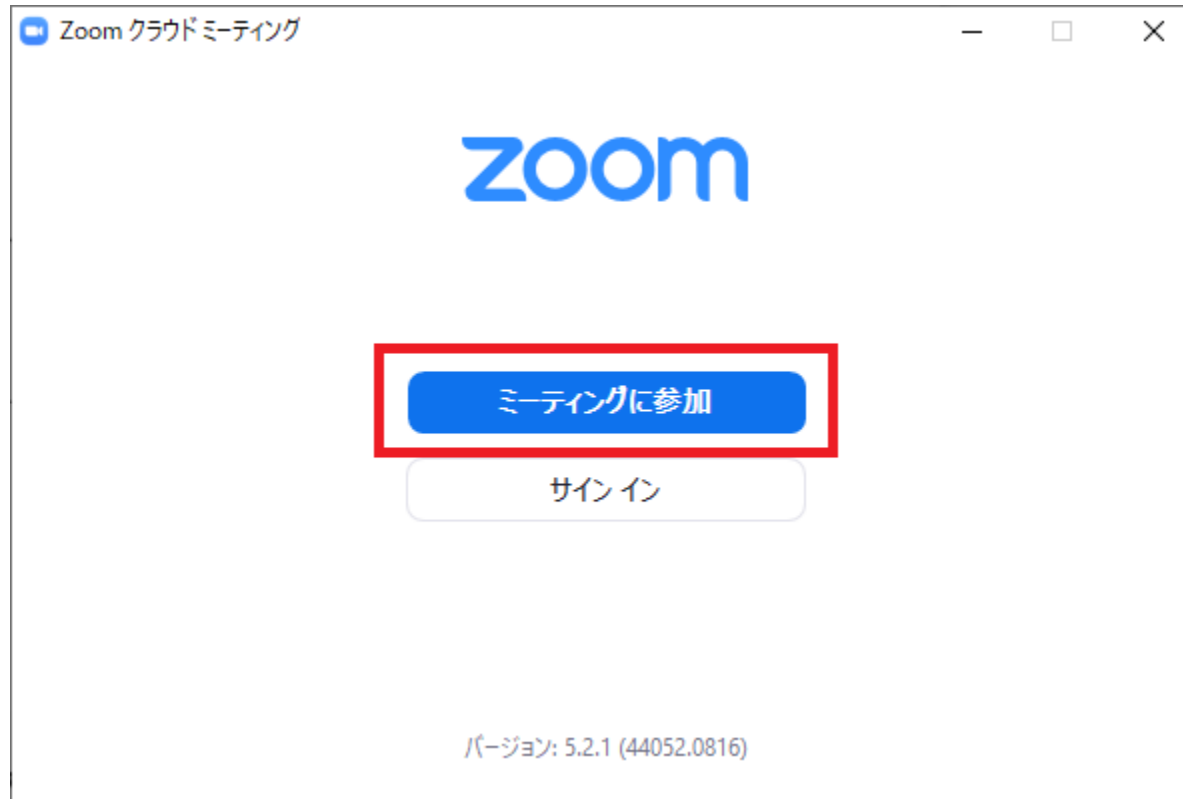 Zoom クラウド ミーティング
zoom
ミーティングに参加
サイン イン
バージョン: 5.2.1 (44052.0816)